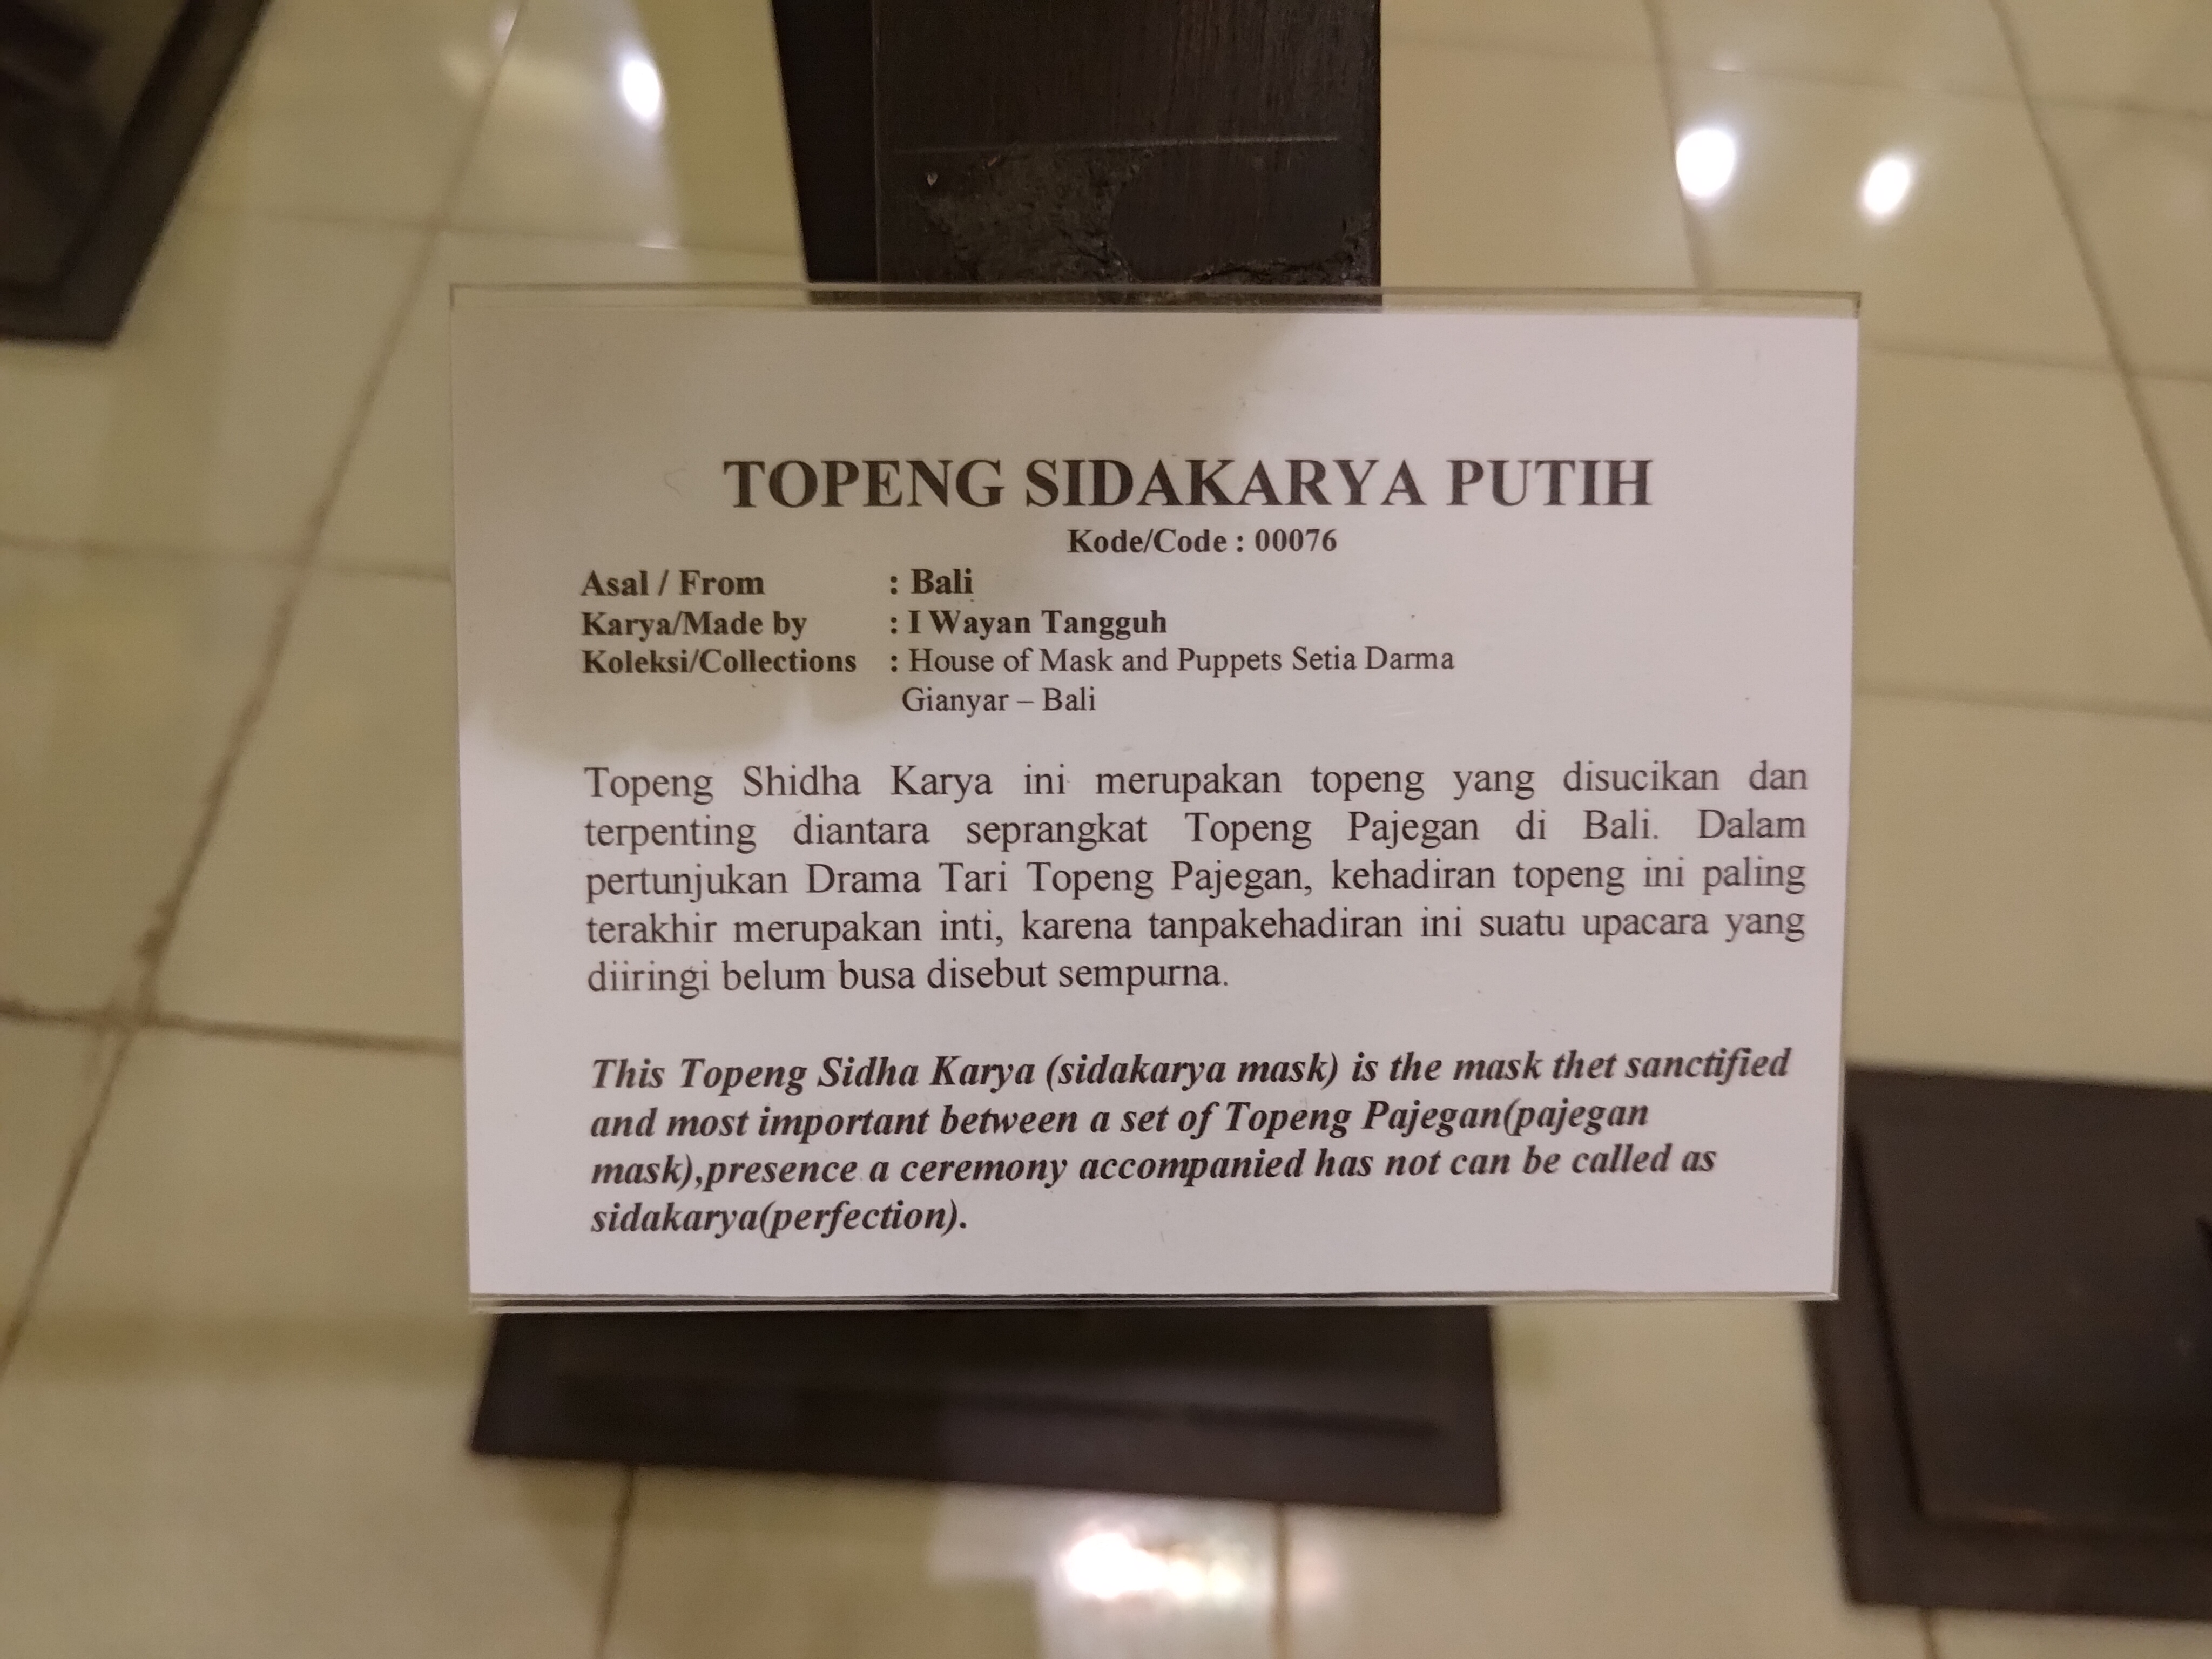 TOPENG SIDAKARYA PUTIH
Kode/Code : 00076
Asal / From : Bali
Karya/Made by : I Wayan Tangguh
Koleksi/Collections : House of Mask and Puppets Setia Darma
Gianyar – Bali
Topeng Shidha Karya ini merupakan topeng yang disucikan dan
terpenting diantara seprangkat Topeng Pajegan di Bali. Dalam
pertunjukan Drama Tari Topeng Pajegan, kehadiran topeng ini paling
terakhir merupakan inti, karena tanpakehadiran ini suatu upacara yang
diiringi belum busa disebut sempurna.
This Topeng Sidha Karya (sidakarya mask) is the mask thet sanctified
and most important between a set of Topeng Pajegan(pajegan
mask),presence a ceremony accompanied has not can be called as
sidakarya(perfection).